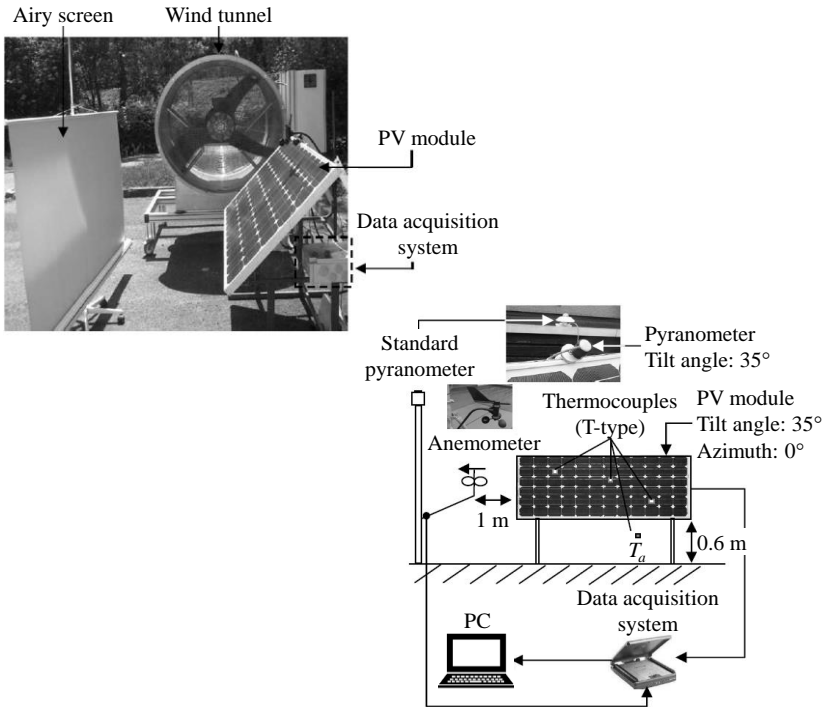 Airy screen
Wind tunnel
PV module
Data acquisition
system
Standard
pyranometer
Pyranometer
Tilt angle: 35°
Thermocouples
(T-type)
PV module
Tilt angle: 35°
Azimuth: 0°
Anemometer
1 m
T_a
0.6 m
PC
Data acquisition
system